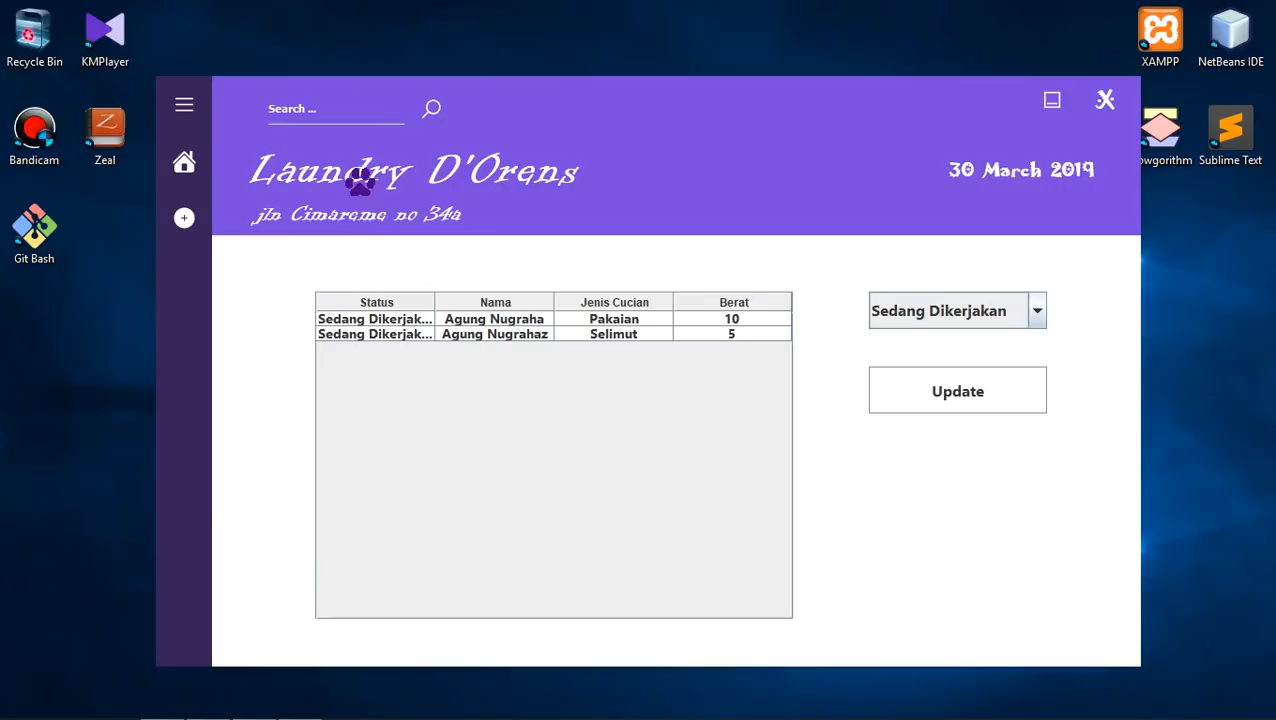 Recycle Bin
KMPlayer
XAMPP
NetBeans IDE
Bandicam
Zeal
owgorithm
Sublime Text
Git Bash
Search ...
Laundry D'Orens
30 March 2019
jln Cimareme no 34a
Status Nama Jenis Cucian Berat
Sedang Dikerjak... Agung Nugraha Pakaian 10
Sedang Dikerjak... Agung Nugrahaz Selimut 5
Sedang Dikerjakan
Update